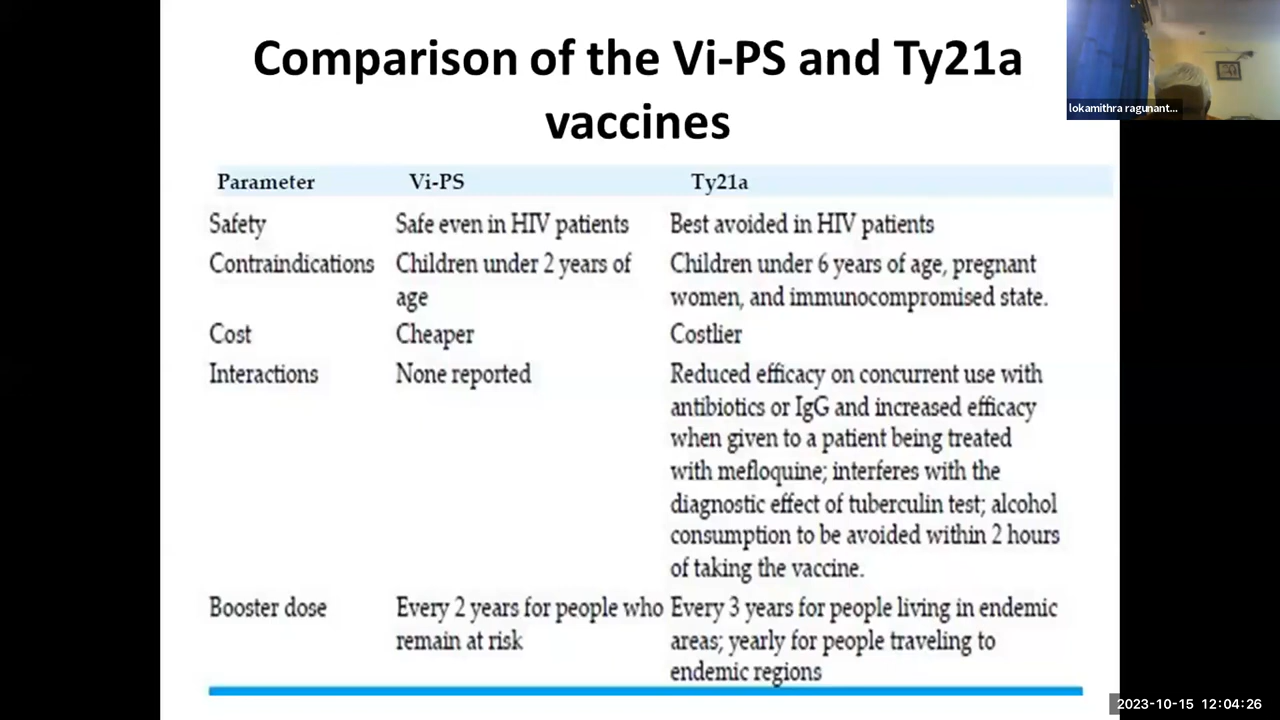 Comparison of the Vi-PS and Ty21a
vaccines
lokamithra ragunant...
Parameter Vi-PS Ty21a
Safety Safe even in HIV patients Best avoided in HIV patients
Contraindications Children under 2 years of Children under 6 years of age, pregnant
age women, and immunocompromised state.
Cost Cheaper Costlier
Interactions None reported Reduced efficacy on concurrent use with
antibiotics or IgG and increased efficacy
when given to a patient being treated
with mefloquine; interferes with the
diagnostic effect of tuberculin test; alcohol
consumption to be avoided within 2 hours
of taking the vaccine.
Booster dose Every 2 years for people who Every 3 years for people living in endemic
remain at risk areas; yearly for people traveling to
endemic regions
2023-10-15 12:04:26